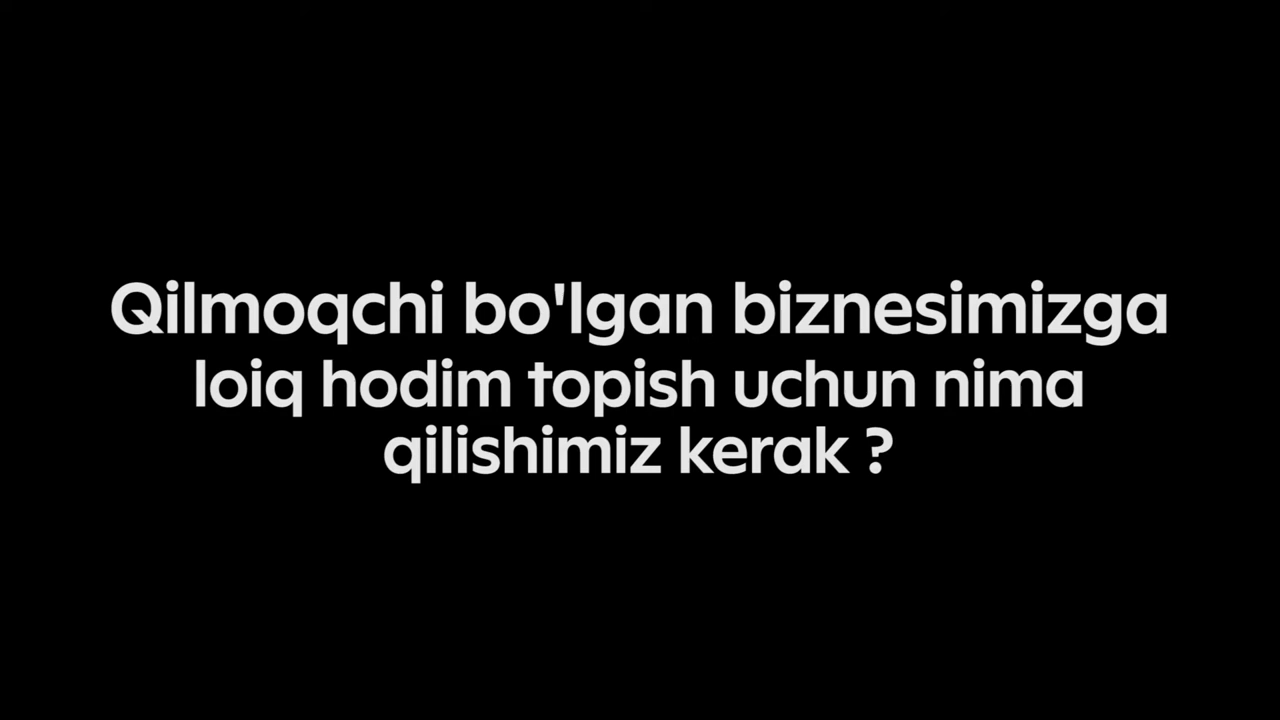 Qilmoqchi bo'lgan biznesimizga
loiq hodim topish uchun nima
qilishimiz kerak ?